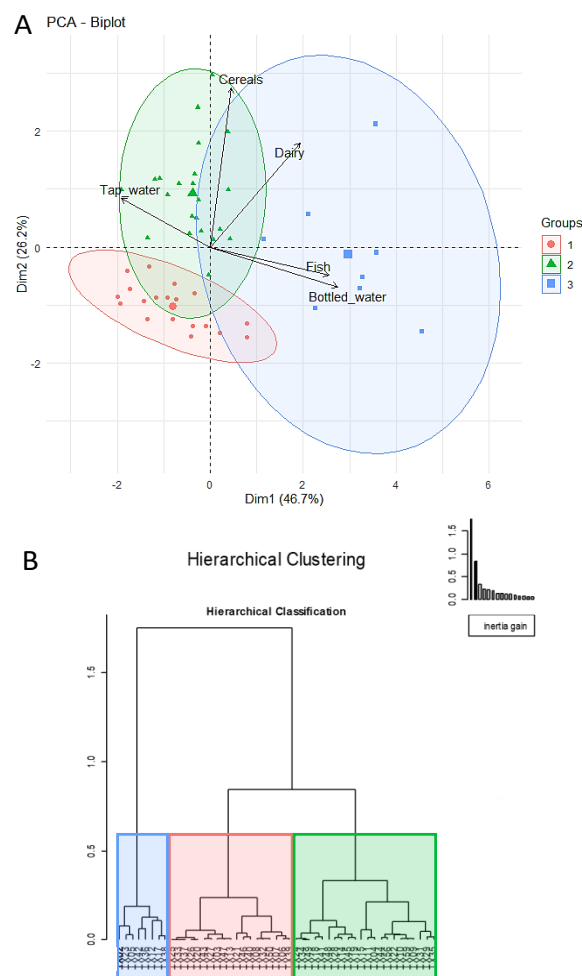 A
PCA - Biplot
Cereals
Dairy
Tap_water
Fish
Bottled_water
2
0
-2
-2
0
2
4
6
Dim1 (46.7%)
Dim2 (26.2%)
Groups
1
2
3
B
Hierarchical Clustering
Hierarchical Classification
1.5
1.0
0.5
0.0
inertia gain
1.5
1.0
0.5
0.0